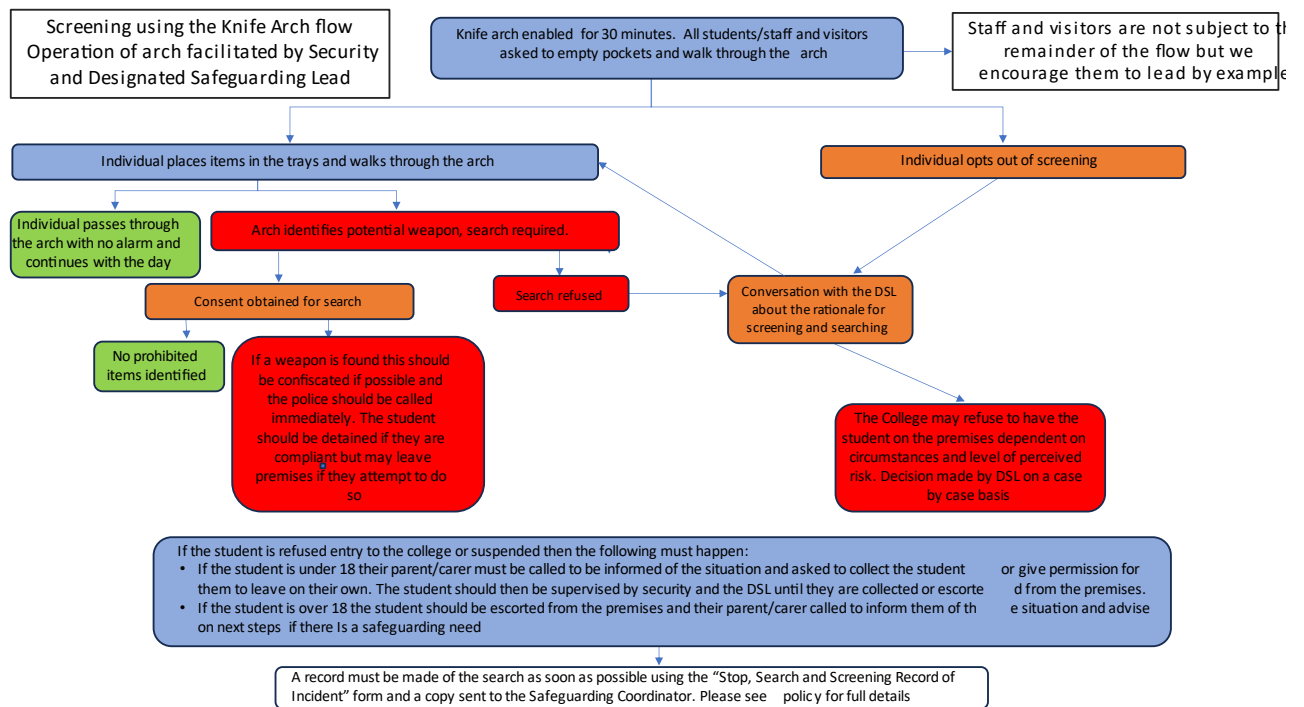 Screening using the Knife Arch flow
Operation of arch facilitated by Security
and Designated Safeguarding Lead
Knife arch enabled for 30 minutes. All students/staff and visitors
asked to empty pockets and walk through the arch
Staff and visitors are not subject to th
remainder of the flow but we
encourage them to lead by example
Individual places items in the trays and walks through the arch
Individual opts out of screening
Individual passes through
the arch with no alarm and
continues with the day
Arch identifies potential weapon, search required.
Consent obtained for search
Search refused
Conversation with the DSL
about the rationale for
screening and searching
No prohibited
items identified
If a weapon is found this should
be confiscated if possible and
the police should be called
immediately. The student
should be detained if they are
compliant but may leave
premises if they attempt to do
so
The College may refuse to have the
student on the premises dependent on
circumstances and level of perceived
risk. Decision made by DSL on a case
by case basis
If the student is refused entry to the college or suspended then the following must happen:
• If the student is under 18 their parent/carer must be called to be informed of the situation and asked to collect the student or give permission for
them to leave on their own. The student should then be supervised by security and the DSL until they are collected or escorte d from the premises.
• If the student is over 18 the student should be escorted from the premises and their parent/carer called to inform them of th e situation and advise
on next steps if there Is a safeguarding need
A record must be made of the search as soon as possible using the “Stop, Search and Screening Record of
Incident” form and a copy sent to the Safeguarding Coordinator. Please see policy for full details